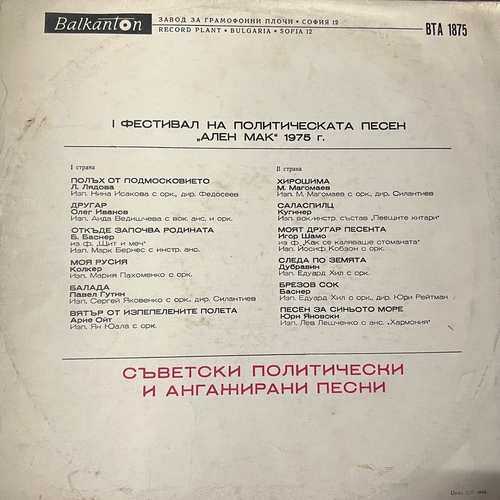 Balkanton
ЗАВОД ЗА ГРАМОФОННИ ПЛОЧИ • СОФИЯ 12
RECORD PLANT • BULGARIA • SOFIA 12
ВТА 1875
I ФЕСТИВАЛ НА ПОЛИТИЧЕСКАТА ПЕСЕН
„АЛЕН МАК“ 1975 г.
I страна
ПОЛЪХ ОТ ПОДМОСКОВИЕТО
Л. Лядова
Изп. Нина Исакова с орк., дир. Федосеев
ДРУГАР
Олег Иванов
Изп. Аида Ведишчева с вок. анс. и орк.
ОТКЪДЕ ЗАПОЧВА РОДИНАТА
Б. Баснер
из ф. „Щит и меч“
Изп. Марк Бернес с инстр. анс.
МОЯ РУСИЯ
Колкер
Изп. Мария Пахоменко с орк.
БАЛАДА
Павел Гутин
Изп. Сергей Яковенко с орк., дир. Силантиев
ВЯТЪР ОТ ИЗПЕПЕЛЕНИТЕ ПОЛЕТА
Арне Ойт
Изп. Ян Юала с орк.
II страна
ХИРОШИМА
М. Магомаев
Изп. М. Магомаев с орк., дир. Силантиев
САЛАСПИЛЦ
Кугинер
Изп. вок-инстр. състав „Пеещите китари“
МОЯТ ДРУГАР ПЕСЕНТА
Игор Шамо
из ф. „Как се каляваше стоманата“
Изп. Йосиф Кобзон с орк.
СЛЕДА ПО ЗЕМЯТА
Дубравин
Изп. Едуард Хил с орк.
БРЕЗОВ СОК
Баснер
Изп. Едуард Хил с орк., дир. Юри Рейтман
ПЕСЕН ЗА СИНЬОТО МОРЕ
Юри Яновски
Изп. Лев Лешченко с анс. „Хармония“
СЪВЕТСКИ ПОЛИТИЧЕСКИ
И АНГАЖИРАНИ ПЕСНИ